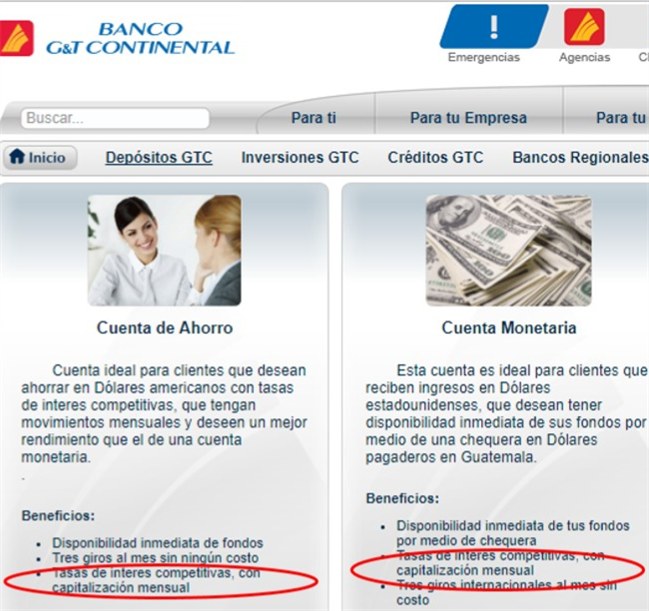 BANCO
G&T CONTINENTAL
Emergencias
Agencias
Buscar...
Para ti
Para tu Empresa
Para tu
Inicio
Depósitos GTC
Inversiones GTC
Créditos GTC
Bancos Regionales
Cuenta de Ahorro
Cuenta ideal para clientes que desean
ahorrar en Dólares americanos con tasas
de interes competitivas, que tengan
movimientos mensuales y deseen un mejor
rendimiento que el de una cuenta
monetaria.
.
Beneficios:
• Disponibilidad inmediata de fondos
• Tres giros al mes sin ningún costo
• Tasas de interes competitivas, con
capitalización mensual
Cuenta Monetaria
Esta cuenta es ideal para clientes que
reciben ingresos en Dólares
estadounidenses, que desean tener
disponibilidad inmediata de sus fondos por
medio de una chequera en Dólares
pagaderos en Guatemala.
Beneficios:
• Disponibilidad inmediata de tus fondos
por medio de chequera
• Tasas de interes competitivas, con
capitalización mensual
• Tres giros internacionales al mes sin
costo